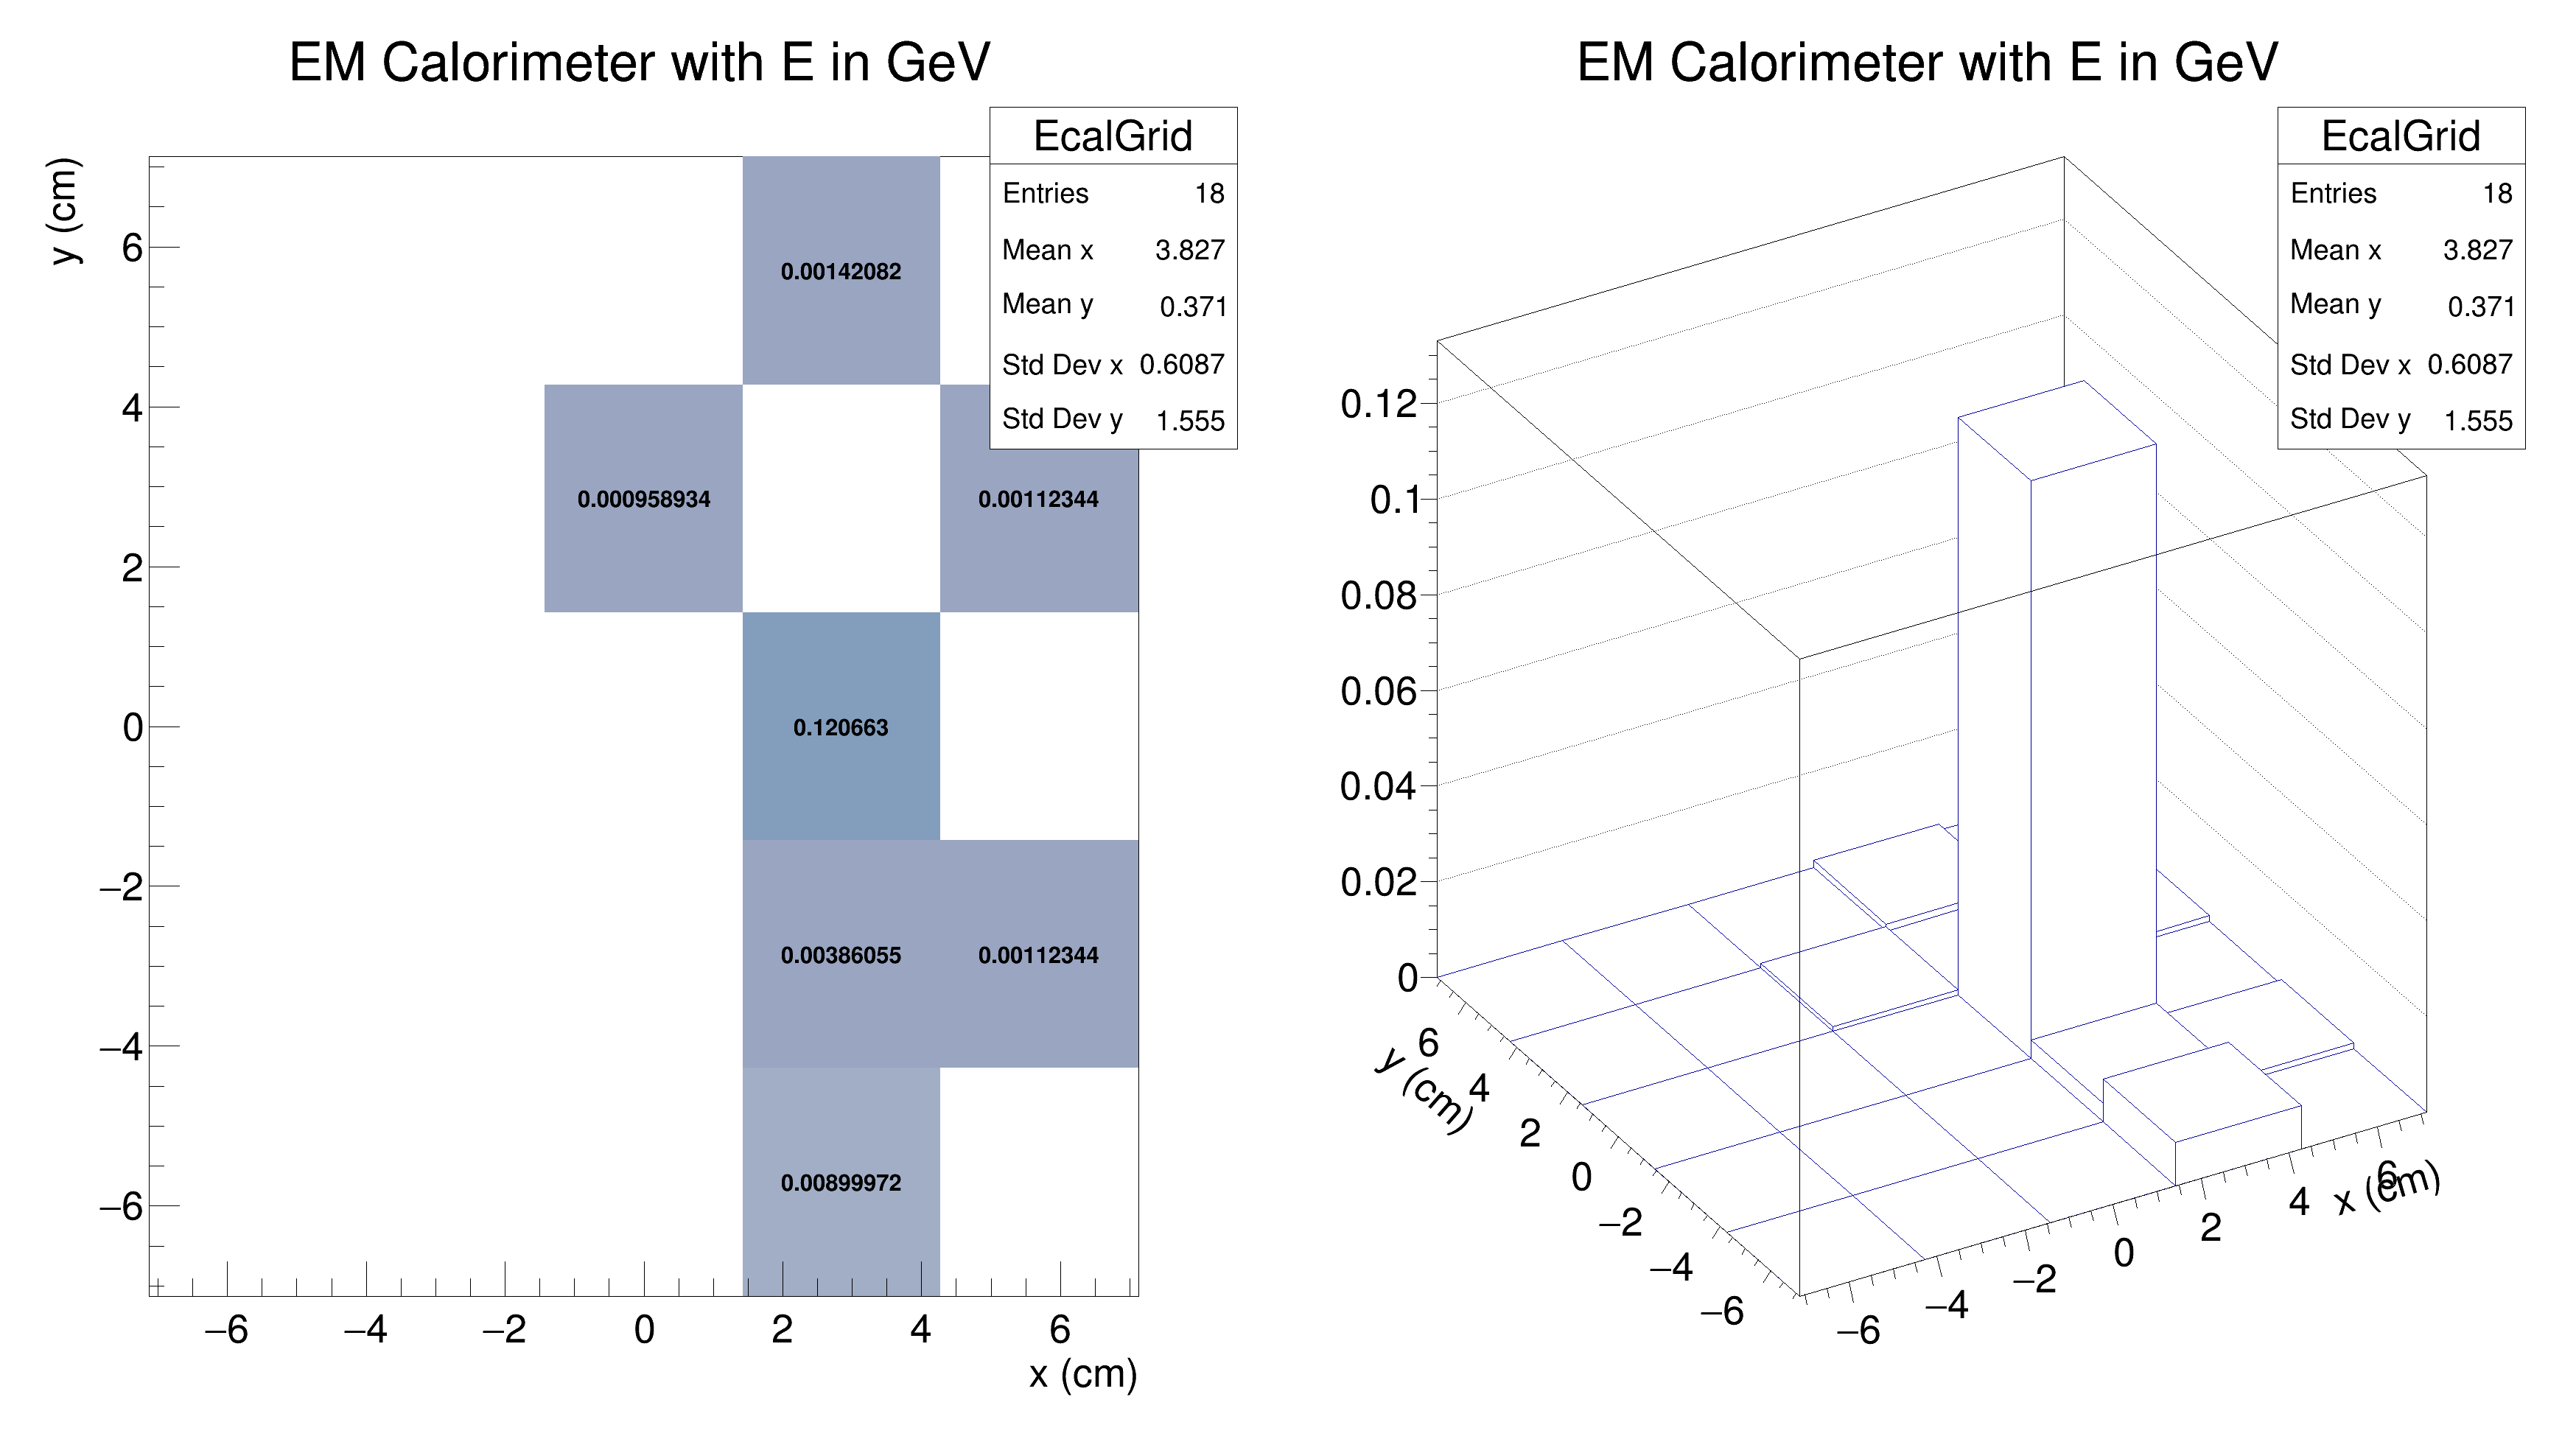 EM Calorimeter with E in GeV
EcalGrid
Entries 18
Mean x 3.827
Mean y 0.371
Std Dev x 0.6087
Std Dev y 1.555
y (cm)
6
4
2
0
−2
−4
−6
0.00142082
0.000958934
0.00112344
0.120663
0.00386055
0.00112344
0.00899972
−6
−4
−2
0
2
4
6
x (cm)
EM Calorimeter with E in GeV
EcalGrid
Entries 18
Mean x 3.827
Mean y 0.371
Std Dev x 0.6087
Std Dev y 1.555
0.12
0.1
0.08
0.06
0.04
0.02
0
y (cm)
6
4
2
0
−2
−4
−6
−6
−4
−2
0
2
4
6
x (cm)